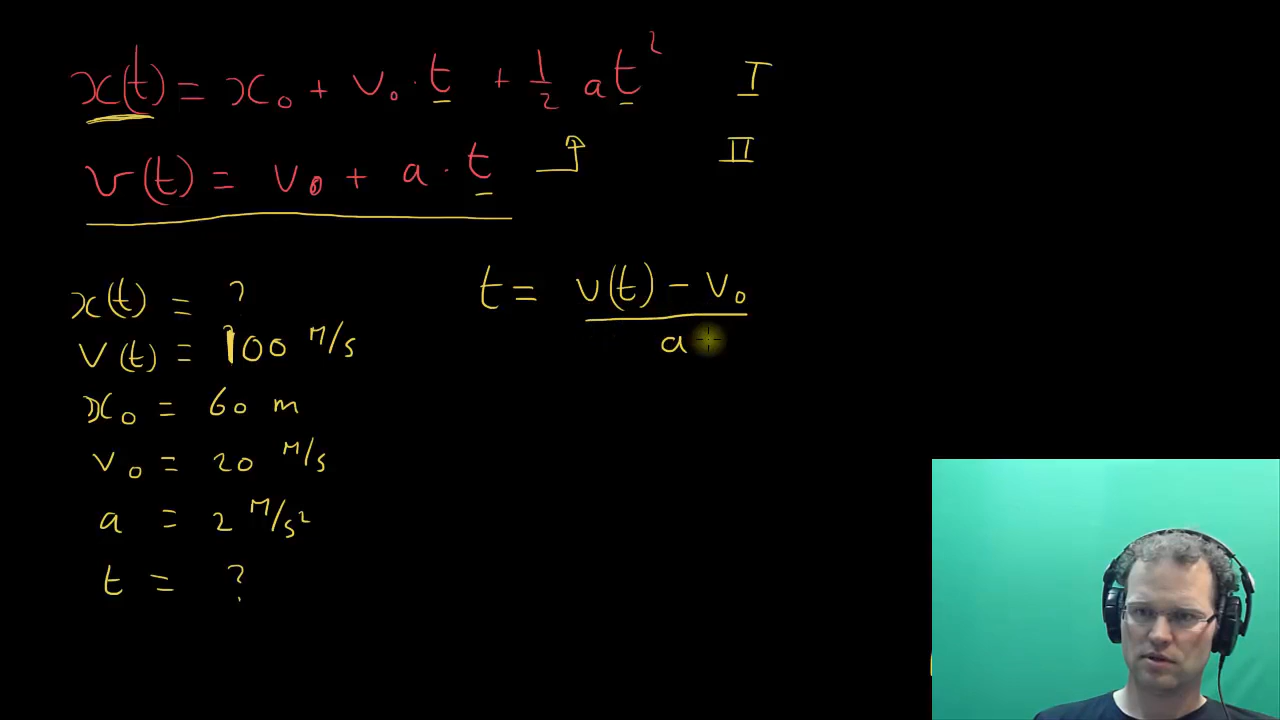 x(t) = x₀ + v₀ · t + 1/2 at² I
v(t) = v₀ + a · t II
x(t) = ?
v(t) = 100 M/s
x₀ = 60 m
v₀ = 20 M/s
a = 2 M/s²
t = ?
t = v(t) - v₀
a